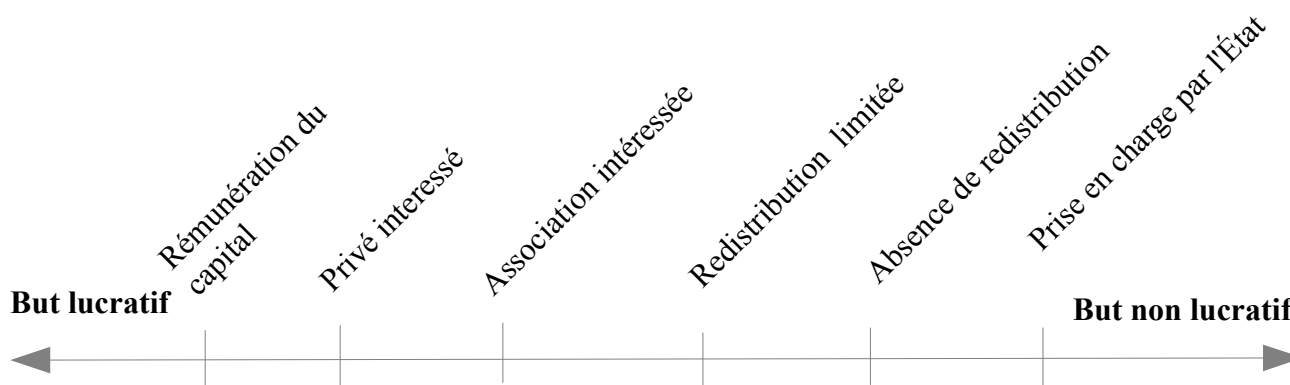 Rémunération du
capital
Privé interessé
Association intéressée
Redistribution limitée
Absence de redistribution
Prise en charge par l'État
But lucratif
But non lucratif